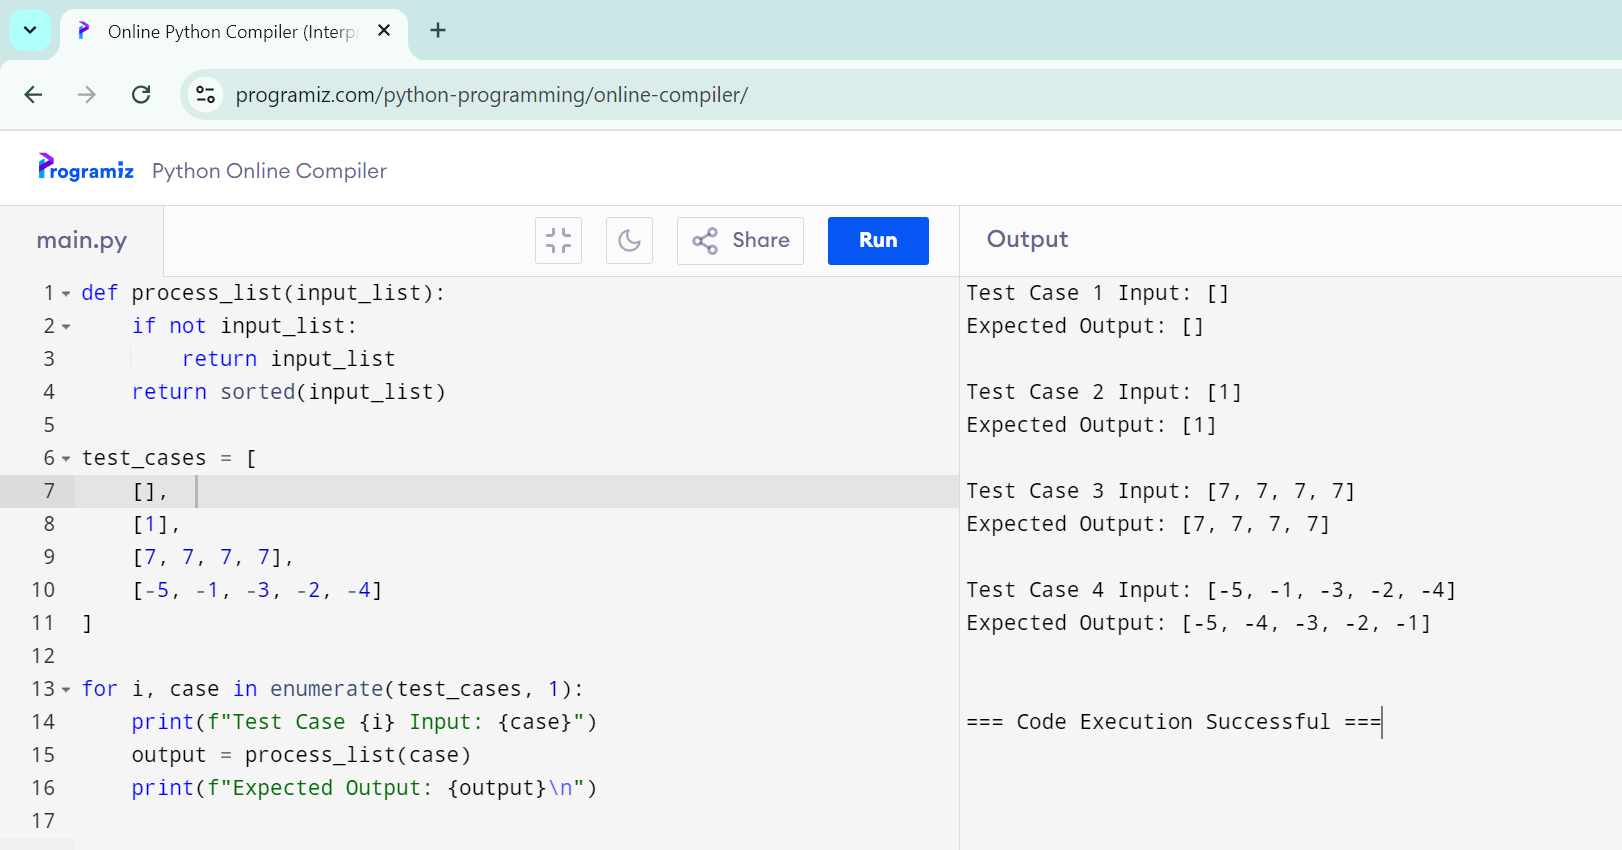 Online Python Compiler (Interp
programiz.com/python-programming/online-compiler/
Programiz Python Online Compiler
main.py
Share
Run
Output
1 def process_list(input_list):
2     if not input_list:
3         return input_list
4     return sorted(input_list)
5
6 test_cases = [
7     [],
8     [1],
9     [7, 7, 7, 7],
10     [-5, -1, -3, -2, -4]
11 ]
12
13 for i, case in enumerate(test_cases, 1):
14     print(f"Test Case {i} Input: {case}")
15     output = process_list(case)
16     print(f"Expected Output: {output}\n")
17
Test Case 1 Input: []
Expected Output: []
Test Case 2 Input: [1]
Expected Output: [1]
Test Case 3 Input: [7, 7, 7, 7]
Expected Output: [7, 7, 7, 7]
Test Case 4 Input: [-5, -1, -3, -2, -4]
Expected Output: [-5, -4, -3, -2, -1]
=== Code Execution Successful ===